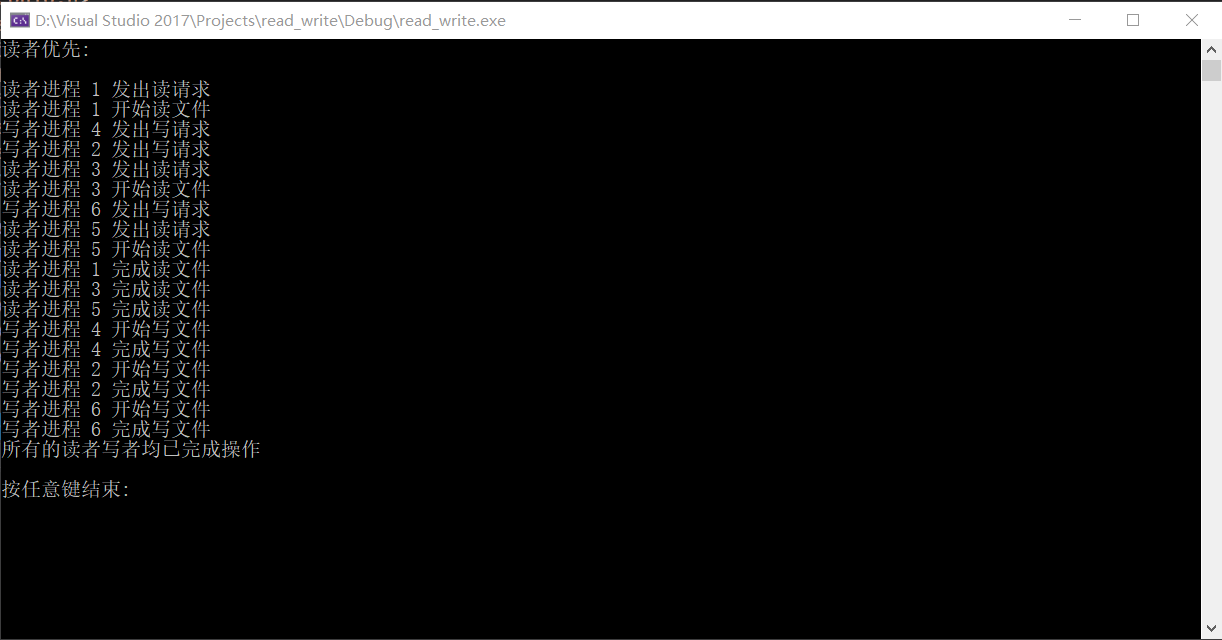 D:\Visual Studio 2017\Projects\read_write\Debug\read_write.exe
读者优先:
读者进程 1 发出读请求
读者进程 1 开始读文件
写者进程 4 发出写请求
写者进程 2 发出写请求
读者进程 3 发出读请求
读者进程 3 开始读文件
写者进程 6 发出写请求
读者进程 5 发出读请求
读者进程 5 开始读文件
读者进程 1 完成读文件
读者进程 3 完成读文件
读者进程 5 完成读文件
写者进程 4 开始写文件
写者进程 4 完成写文件
写者进程 2 开始写文件
写者进程 2 完成写文件
写者进程 6 开始写文件
写者进程 6 完成写文件
所有的读者写者均已完成操作
按任意键结束: